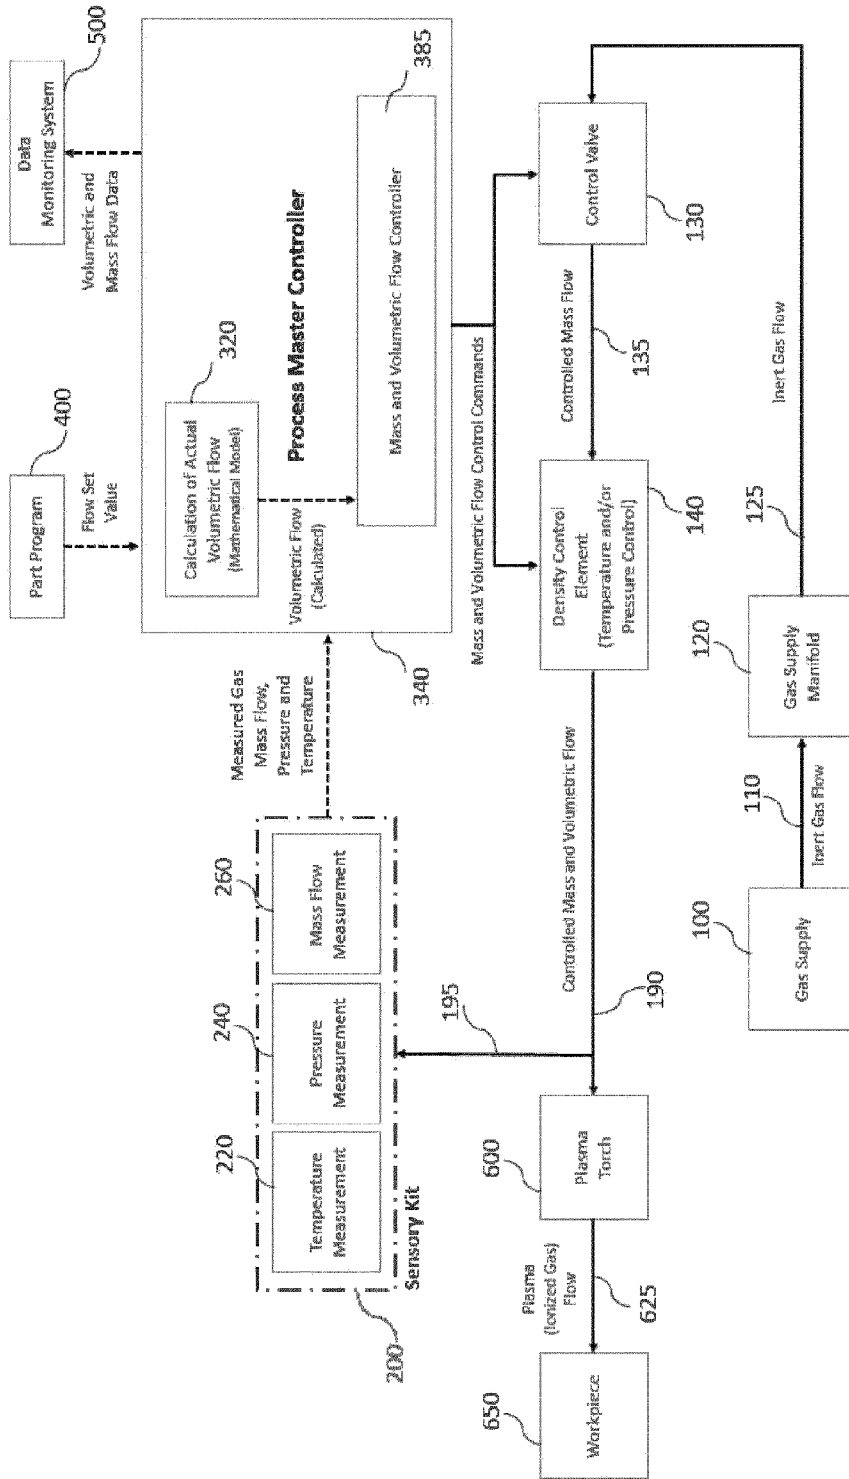 Part Program
400
Flow Set
Value
Data
Monitoring System
500
Volumetric and
Mass Flow Data
Calculation of Actual
Volumetric Flow
(Mathematical Model)
320
Process Master Controller
Volumetric Flow
(Calculated)
Mass and Volumetric Flow Controller
385
340
Measured Gas
Mass Flow,
Pressure and
Temperature
Temperature
Measurement
220
Pressure
Measurement
240
Mass Flow
Measurement
260
Sensory Kit
200
Mass and Volumetric Flow Control Commands
195
Workpiece
650
Plasma
(Ionized Gas)
Flow
625
Plasma
Torch
600
Controlled Mass and Volumetric Flow
190
Density Control
Element
(Temperature and/or
Pressure Control)
140
Controlled Mass Flow
135
Control Valve
130
Gas Supply
100
110
Inert Gas Flow
Gas Supply
Manifold
120
125
Inert Gas Flow